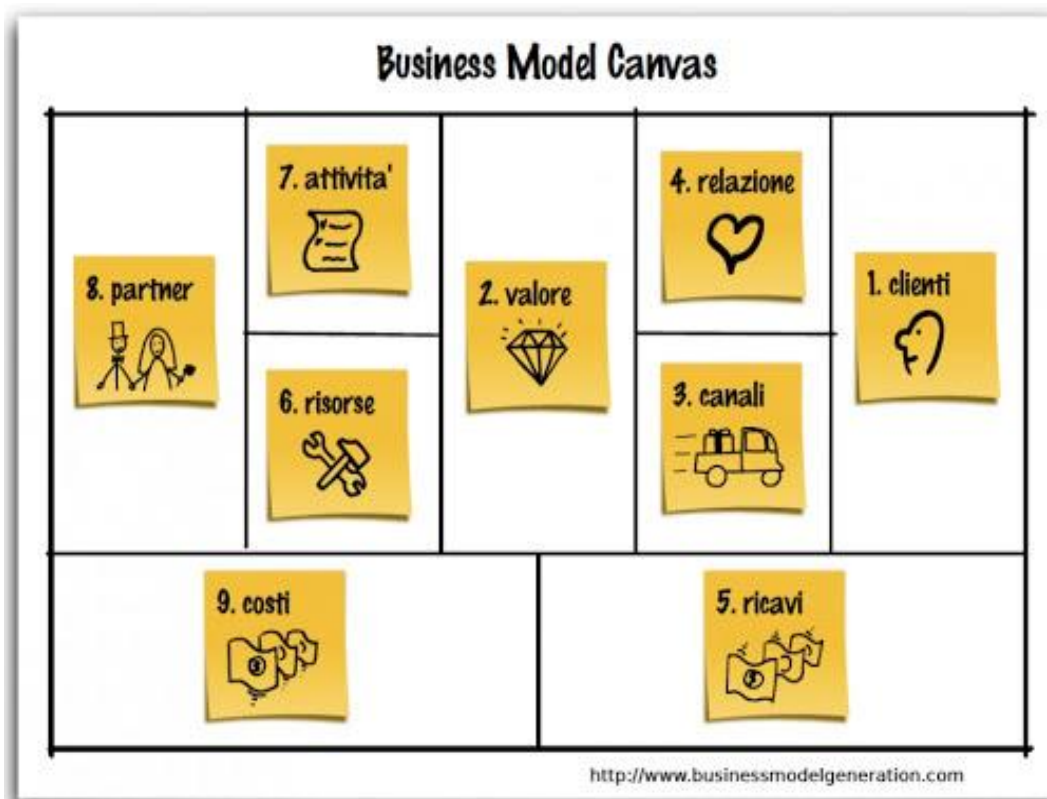 Business Model Canvas
7. attivita'
4. relazione
8. partner
2. valore
1. clienti
6. risorse
3. canali
9. costi
5. ricavi
http://www.businessmodelgeneration.com